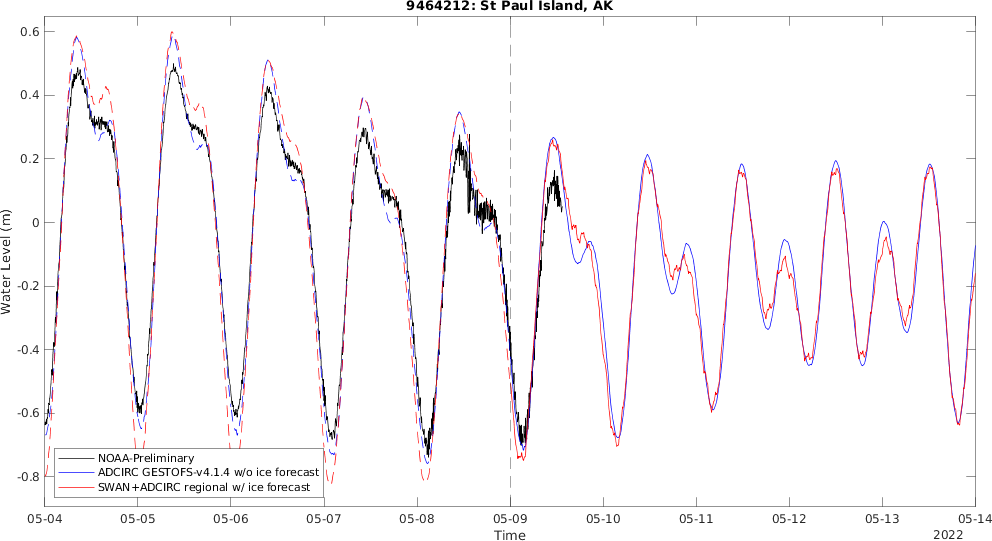 9464212: St Paul Island, AK
0.6
0.4
0.2
0
-0.2
-0.4
-0.6
-0.8
Water Level (m)
NOAA-Preliminary
ADCIRC GESTOFS-v4.1.4 w/o ice forecast
SWAN+ADCIRC regional w/ ice forecast
05-04 05-05 05-06 05-07 05-08 05-09 05-10 05-11 05-12 05-13 05-14
Time
2022